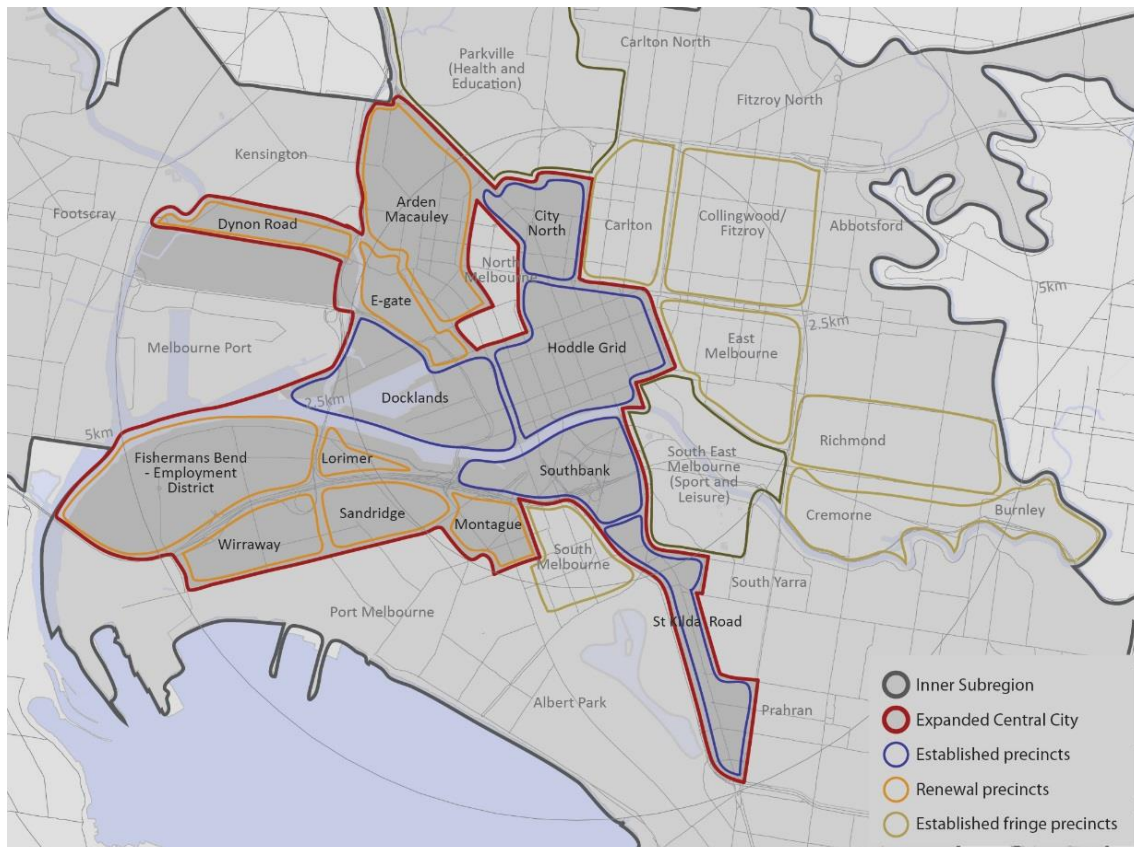 Parkville
(Health and
Education)
Carlton North
Fitzroy North
Kensington
Footscray
Dynon Road
Arden
Macauley
City
North
Carlton
Collingwood/
Fitzroy
Abbotsford
North
Melbourne
E-gate
5km
2.5km
Melbourne Port
Hoddle Grid
East
Melbourne
Docklands
2.5km
5km
Fishermans Bend
- Employment
District
Lorimer
Southbank
South East
Melbourne
(Sport and
Leisure)
Richmond
Sandridge
Montague
Cremorne
Burnley
Wirraway
South
Melbourne
South Yarra
Port Melbourne
St Kilda Road
Albert Park
Prahran
Inner Subregion
Expanded Central City
Established precincts
Renewal precincts
Established fringe precincts